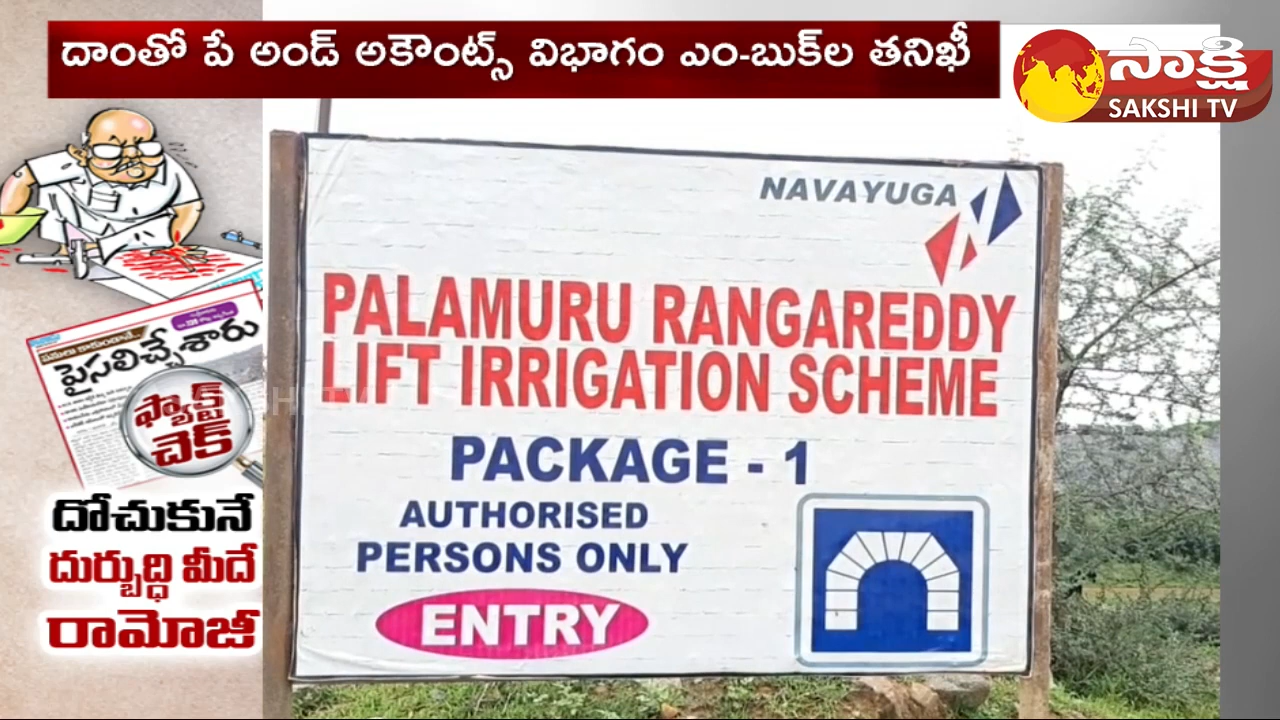 దాంతో పే అండ్ అకౌంట్స్ విభాగం ఎం-బుక్‌ల తనిఖీ
సాక్షి
SAKSHI TV
పైసలిచ్చేశారు
ఫ్యాక్ట్
చెక్
దోచుకునే
దుర్బుద్ధి మీదే
రామోజీ
NAVAYUGA
PALAMURU RANGAREDDY
LIFT IRRIGATION SCHEME
PACKAGE - 1
AUTHORISED
PERSONS ONLY
ENTRY